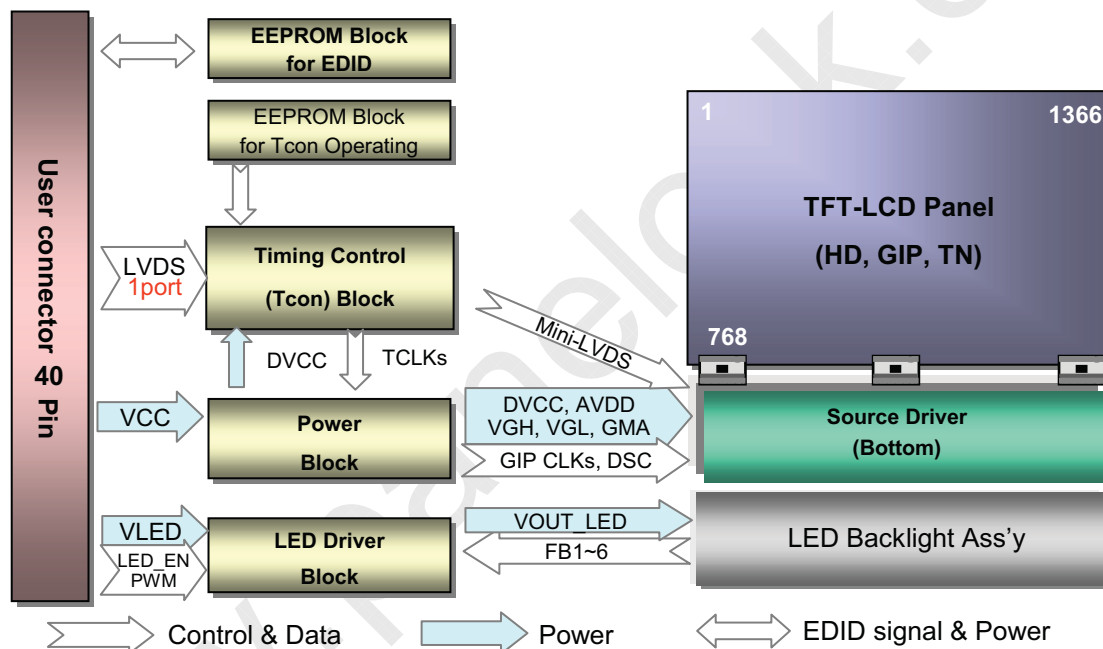 EEPROM Block
for EDID
EEPROM Block
for Tcon Operating
User connector 40 Pin
LVDS
1port
Timing Control
(Tcon) Block
DVCC
TCLKs
Mini-LVDS
1
1366
TFT-LCD Panel
(HD, GIP, TN)
768
VCC
Power
Block
DVCC, AVDD
VGH, VGL, GMA
GIP CLKs, DSC
Source Driver
(Bottom)
VLED
LED_EN
PWM
LED Driver
Block
VOUT_LED
FB1~6
LED Backlight Ass'y
Control & Data
Power
EDID signal & Power